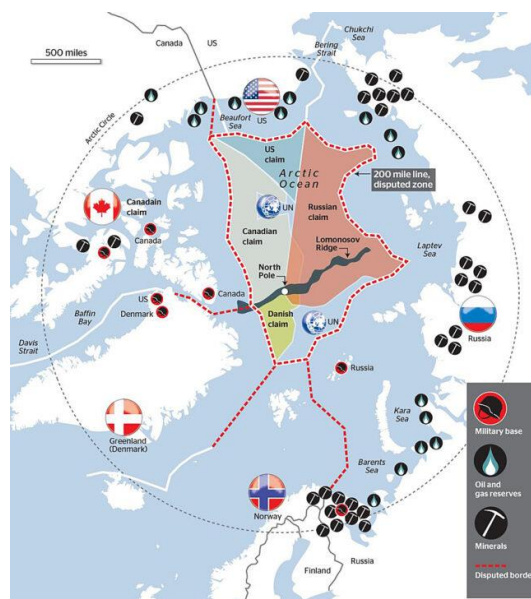 500 miles
Canada
US
Bering
Strait
Chukchi
Sea
Arctic Circle
Beaufort
Sea
US
US
claim
Arctic
Ocean
200 mile line,
disputed zone
UN
Russian
claim
Canadain
claim
Canadian
claim
Canada
Lomonosov
Ridge
Laptev
Sea
North
Pole
US
Canada
Denmark
Baffin
Bay
Danish
claim
UN
Russia
Davis
Strait
Russia
Greenland
(Denmark)
Kara
Sea
Military base
Barents
Sea
Oil and
gas reserves
Norway
Minerals
Finland
Russia
Disputed border